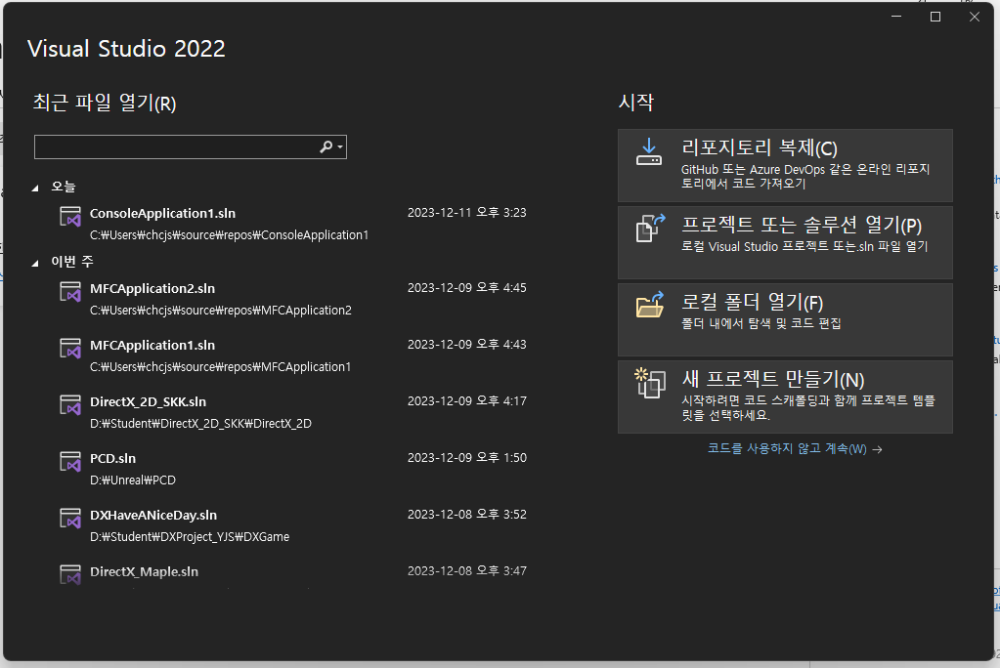 Visual Studio 2022
최근 파일 열기(R)
오늘
ConsoleApplication1.sln
2023-12-11 오후 3:23
C:₩Users₩chcjs₩source₩repos₩ConsoleApplication1
이번 주
MFCApplication2.sln
2023-12-09 오후 4:45
C:₩Users₩chcjs₩source₩repos₩MFCApplication2
MFCApplication1.sln
2023-12-09 오후 4:43
C:₩Users₩chcjs₩source₩repos₩MFCApplication1
DirectX_2D_SKK.sln
2023-12-09 오후 4:17
D:₩Student₩DirectX_2D_SKK₩DirectX_2D
PCD.sln
2023-12-09 오후 1:50
D:₩Unreal₩PCD
DXHaveANiceDay.sln
2023-12-08 오후 3:52
D:₩Student₩DXProject_YJS₩DXGame
DirectX_Maple.sln
2023-12-08 오후 3:47
시작
리포지토리 복제(C)
GitHub 또는 Azure DevOps 같은 온라인 리포지
토리에서 코드 가져오기
프로젝트 또는 솔루션 열기(P)
로컬 Visual Studio 프로젝트 또는.sln 파일 열기
로컬 폴더 열기(F)
폴더 내에서 탐색 및 코드 편집
새 프로젝트 만들기(N)
시작하려면 코드 스캐폴딩과 함께 프로젝트 템플
릿을 선택하세요.
코드를 사용하지 않고 계속(W) →